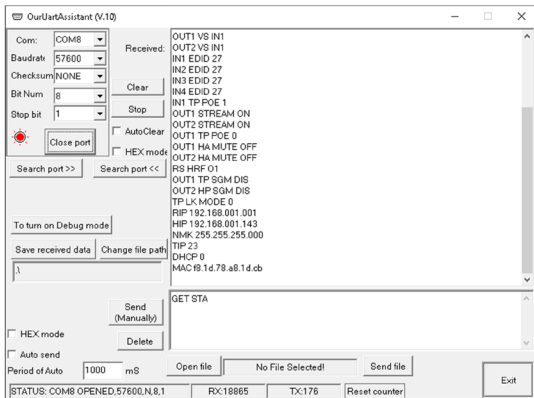 OurUartAssistant (V.10)
Com: COM8
Baudrate 57600
Checksum NONE
Bit Num 8
Stop bit 1
Close port
Received:
Clear
Stop
AutoClear
HEX mode
Search port >> Search port <<
To turn on Debug mode
Save received data Change file path
.\
OUT1 VS IN1
OUT2 VS IN1
IN1 EDID 27
IN2 EDID 27
IN3 EDID 27
IN4 EDID 27
IN1 TP POE 1
OUT1 STREAM ON
OUT2 STREAM ON
OUT1 TP POE 0
OUT1 HA MUTE OFF
OUT2 HA MUTE OFF
RS HRF O1
OUT1 TP SGM DIS
OUT2 HP SGM DIS
TP LK MODE 0
RIP 192.168.001.001
HIP 192.168.001.143
NMK 255.255.255.000
TIP 23
DHCP 0
MAC f8.1d.78.a8.1d.cb
Send
(Manually)
GET STA
HEX mode
Delete
Auto send
Period of Auto 1000 mS
Open file No File Selected! Send file
Exit
STATUS: COM8 OPENED,57600,N,8,1 RX:18865 TX:176 Reset counter